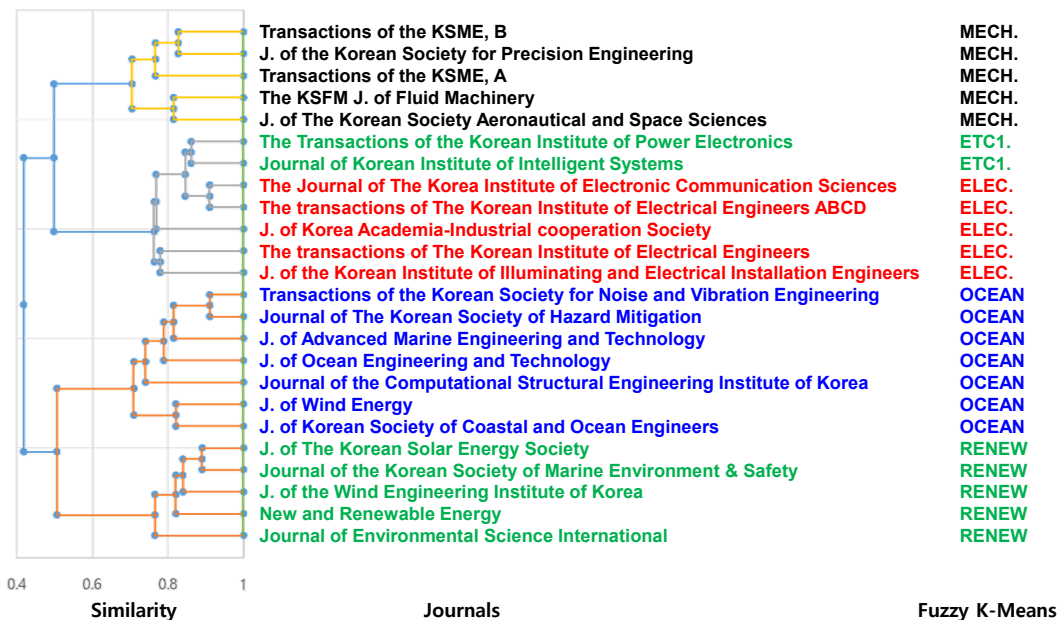 Transactions of the KSME, B MECH.
J. of the Korean Society for Precision Engineering MECH.
Transactions of the KSME, A MECH.
The KSFM J. of Fluid Machinery MECH.
J. of The Korean Society Aeronautical and Space Sciences MECH.
The Transactions of the Korean Institute of Power Electronics ETC1.
Journal of Korean Institute of Intelligent Systems ETC1.
The Journal of The Korea Institute of Electronic Communication Sciences ELEC.
The transactions of The Korean Institute of Electrical Engineers ABCD ELEC.
J. of Korea Academia-Industrial cooperation Society ELEC.
The transactions of The Korean Institute of Electrical Engineers ELEC.
J. of the Korean Institute of Illuminating and Electrical Installation Engineers ELEC.
Transactions of the Korean Society for Noise and Vibration Engineering OCEAN
Journal of The Korean Society of Hazard Mitigation OCEAN
J. of Advanced Marine Engineering and Technology OCEAN
J. of Ocean Engineering and Technology OCEAN
Journal of the Computational Structural Engineering Institute of Korea OCEAN
J. of Wind Energy OCEAN
J. of Korean Society of Coastal and Ocean Engineers OCEAN
J. of The Korean Solar Energy Society RENEW
Journal of the Korean Society of Marine Environment & Safety RENEW
J. of the Wind Engineering Institute of Korea RENEW
New and Renewable Energy RENEW
Journal of Environmental Science International RENEW
0.4 0.6 0.8 1
Similarity Journals Fuzzy K-Means